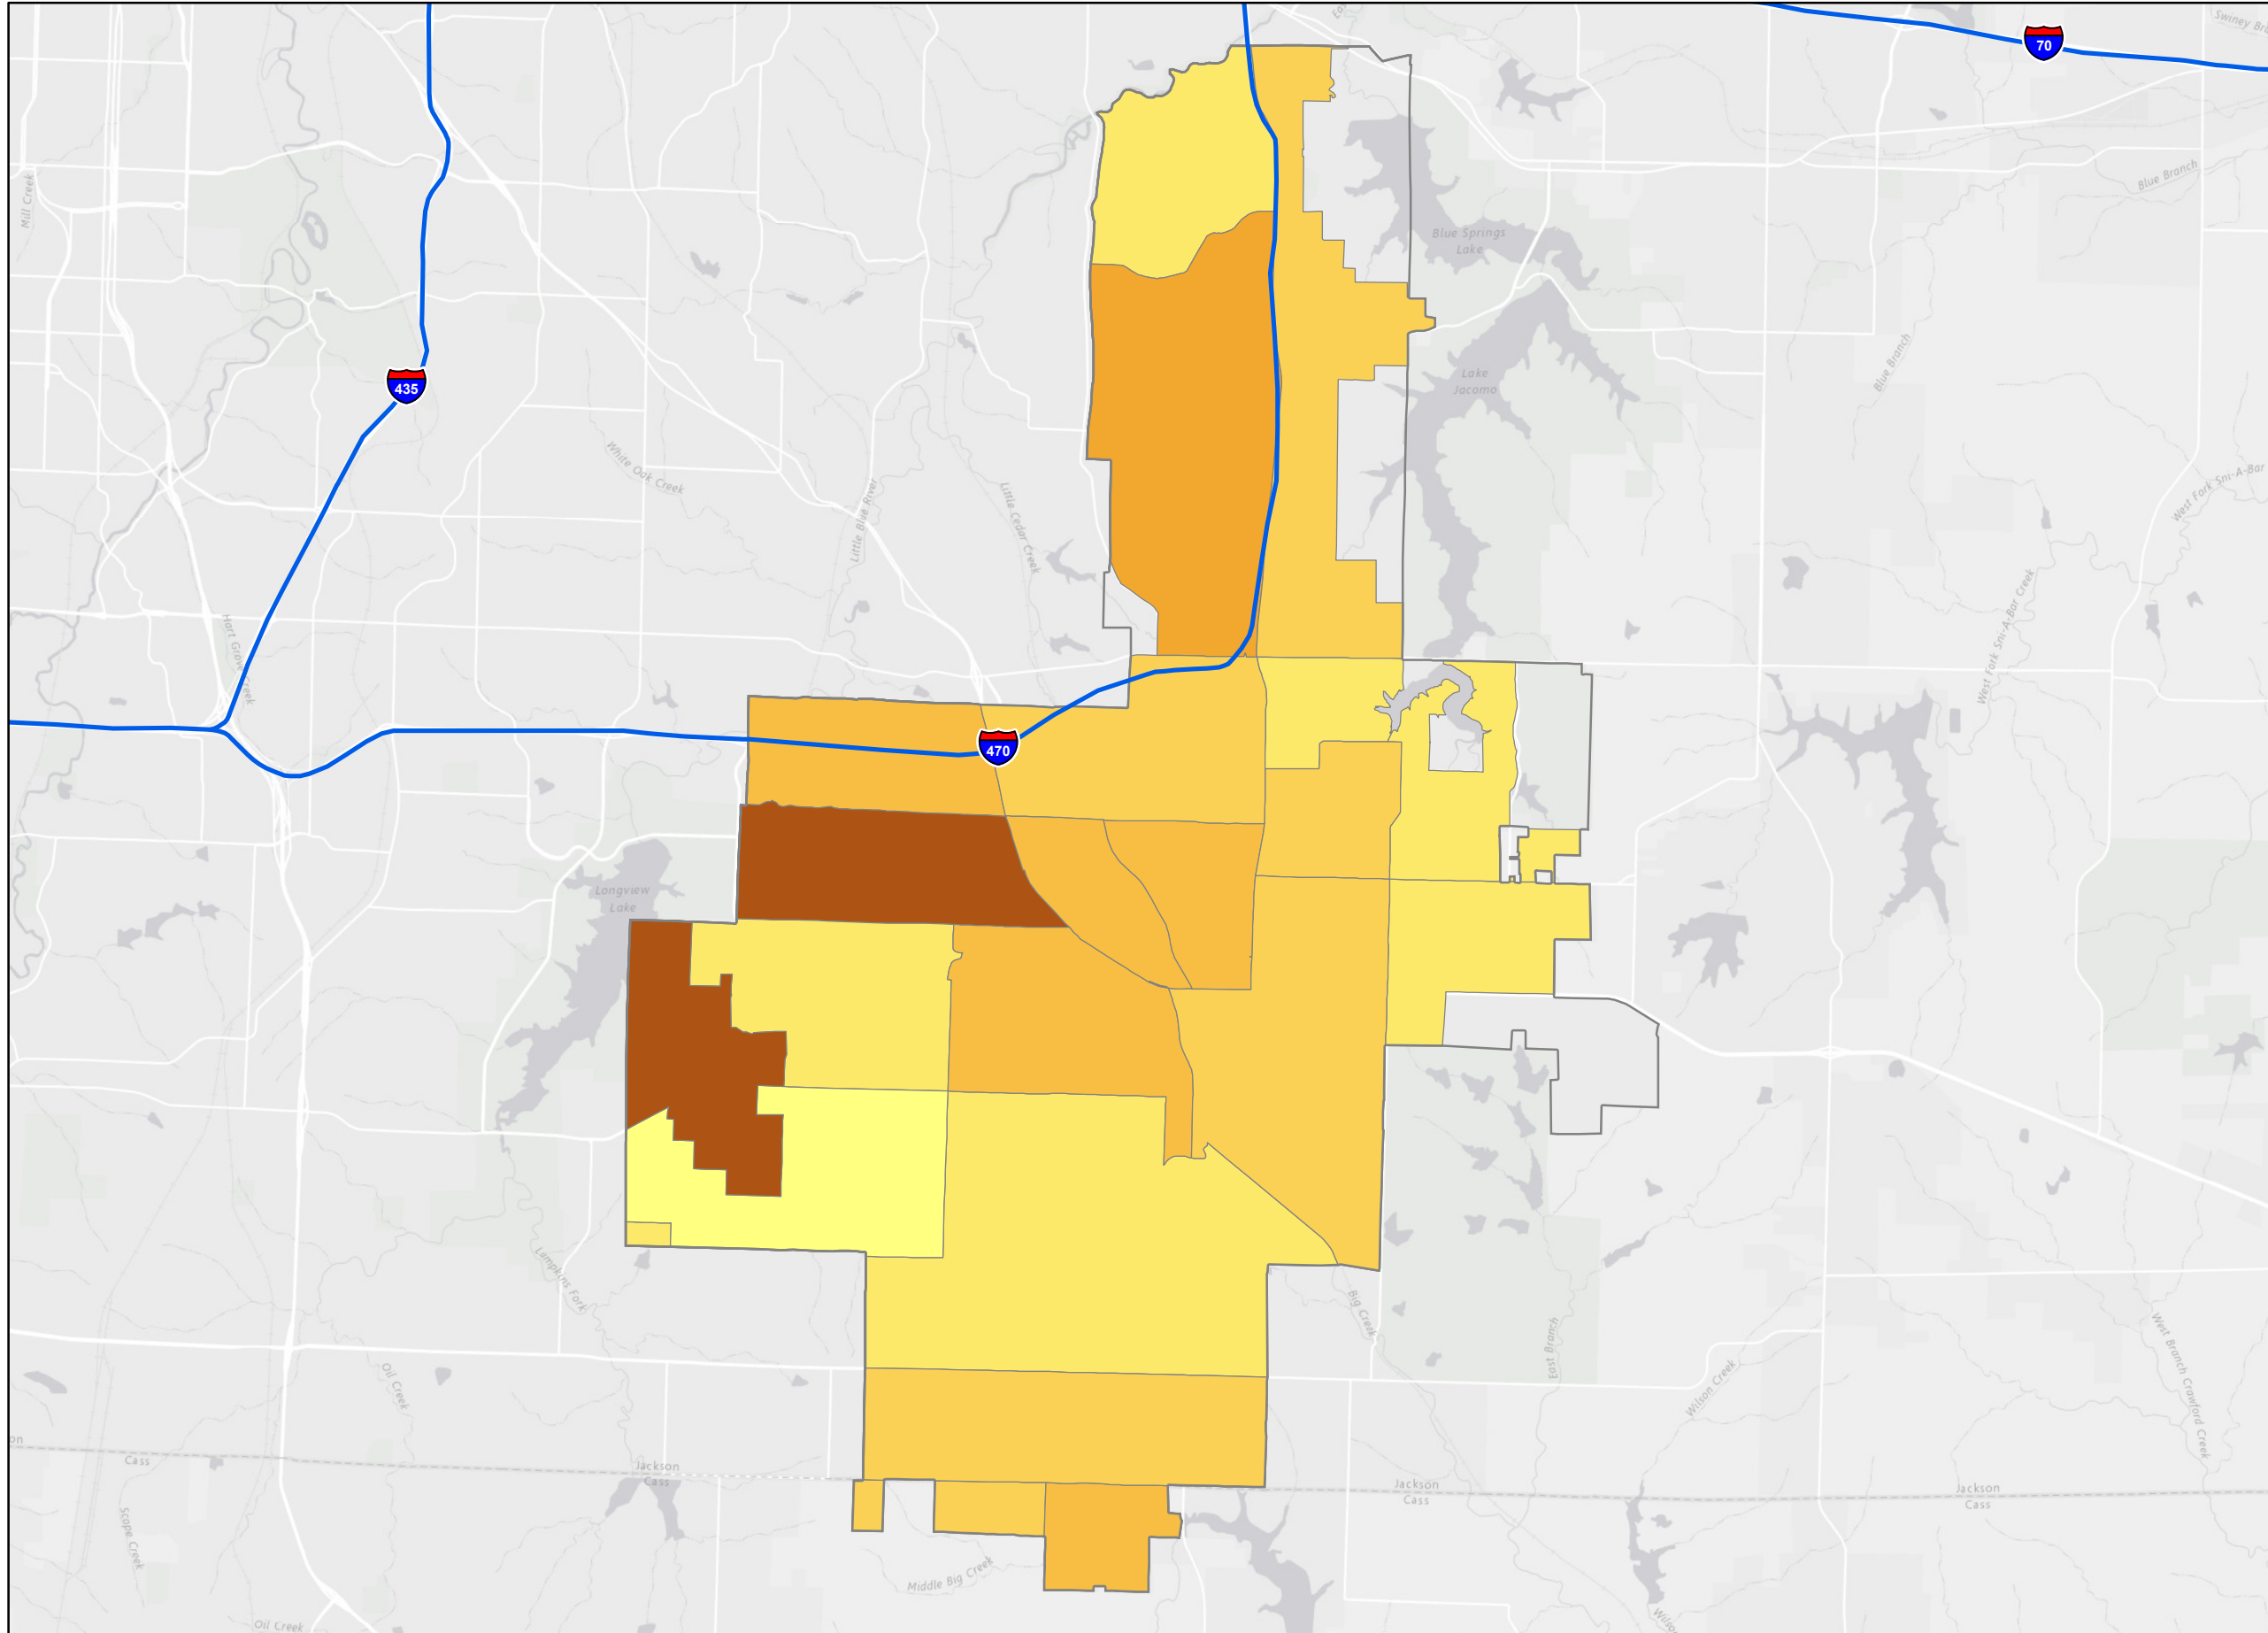 Swiney Br
70
Mill Creek
Blue Branch
Blue Springs
Lake
Blue Branch
Lake
Jacomo
435
White Oak Creek
Little Blue River
Little Cedar Creek
West Fork Sni-A-Bar
West Fork Sni-A-Bar Creek
Hart Grove Creek
470
Longview
Lake
Lumpkins Fork
Big Creek
East Branch
Wilson Creek
West Branch Crawford Creek
Oil Creek
on
Cass
Jackson
Cass
Jackson
Cass
Jackson
Cass
Scope Creek
Middle Big Creek
Oil Creek